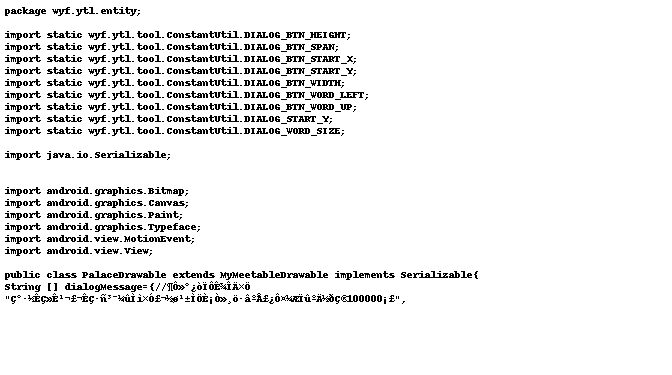 package wyf.ytl.entity;
import static wyf.ytl.tool.ConstantUtil.DIALOG_BTN_HEIGHT;
import static wyf.ytl.tool.ConstantUtil.DIALOG_BTN_SPAN;
import static wyf.ytl.tool.ConstantUtil.DIALOG_BTN_START_X;
import static wyf.ytl.tool.ConstantUtil.DIALOG_BTN_START_Y;
import static wyf.ytl.tool.ConstantUtil.DIALOG_BTN_WIDTH;
import static wyf.ytl.tool.ConstantUtil.DIALOG_BTN_WORD_LEFT;
import static wyf.ytl.tool.ConstantUtil.DIALOG_BTN_WORD_UP;
import static wyf.ytl.tool.ConstantUtil.DIALOG_START_Y;
import static wyf.ytl.tool.ConstantUtil.DIALOG_WORD_SIZE;
import java.io.Serializable;
import android.graphics.Bitmap;
import android.graphics.Canvas;
import android.graphics.Paint;
import android.graphics.Typeface;
import android.view.MotionEvent;
import android.view.View;
public class PalaceDrawable extends MyMeetableDrawable implements Serializable{
String [] dialogMessage={